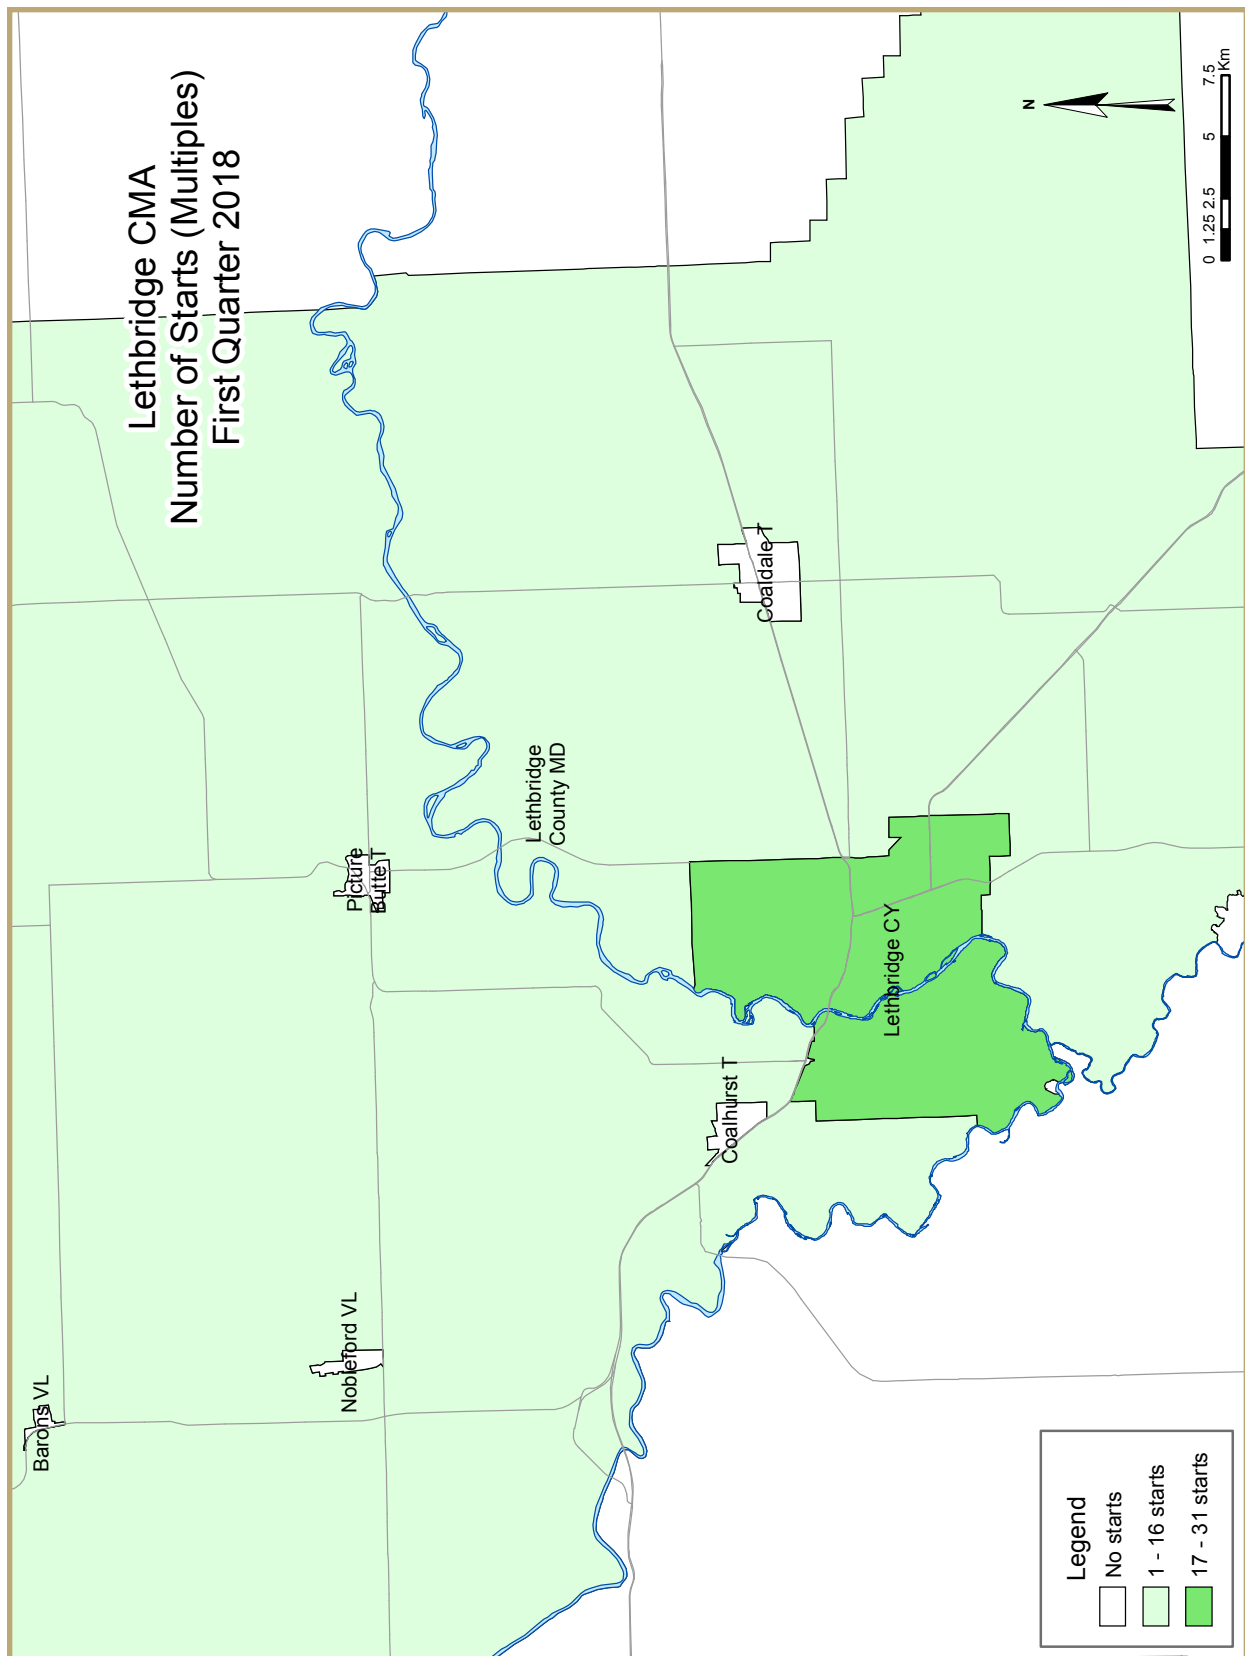 Lethbridge CMA
Number of Starts (Multiples)
First Quarter 2018
Barons VL
Nobleford VL
Picture
Butte T
Lethbridge
County MD
Coalhurst T
Coaldale T
Lethbridge CY
N
0 1.25 2.5 5 7.5
Km
Legend
No starts
1 - 16 starts
17 - 31 starts